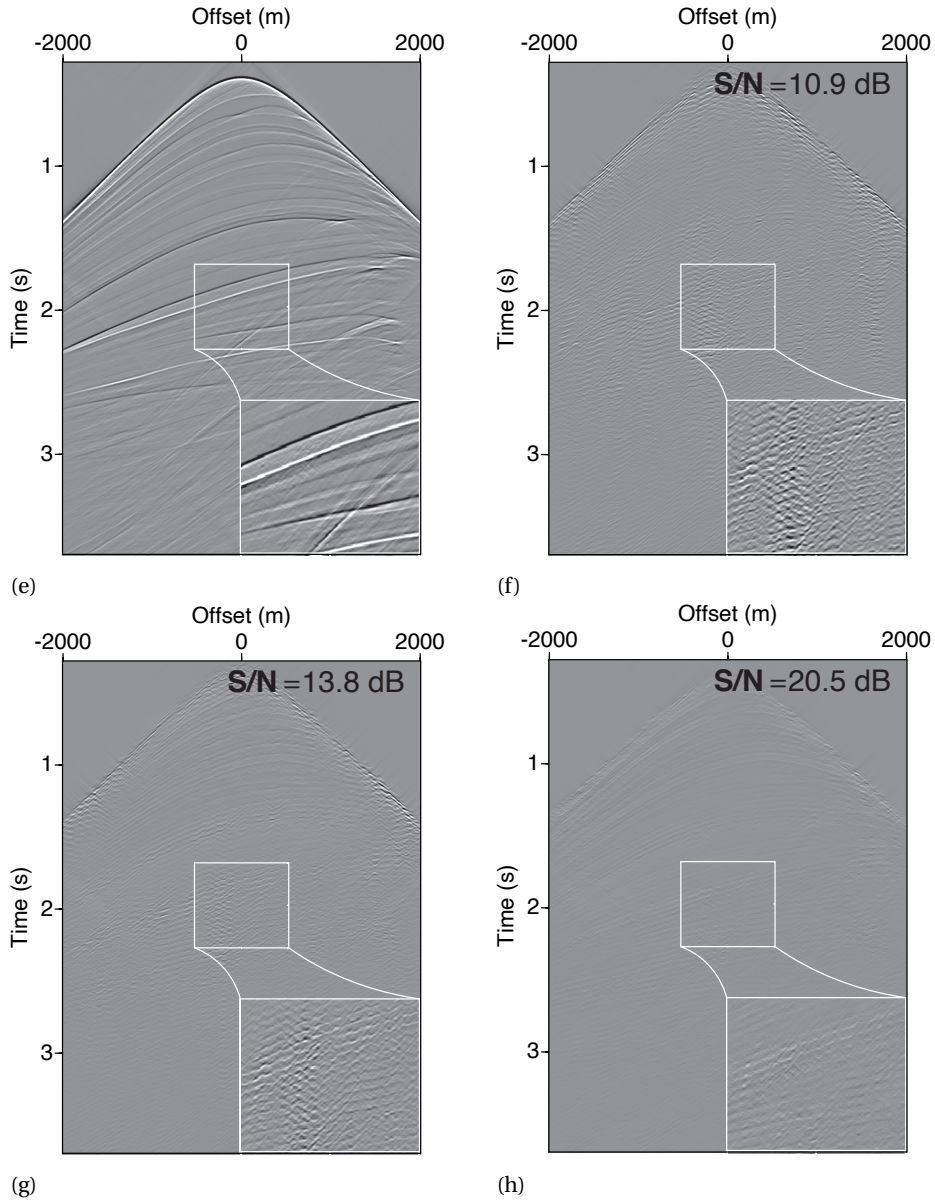 Offset (m)
-2000 0 2000
Time (s)
1
2
3
(e)
Offset (m)
-2000 0 2000
S/N =10.9 dB
Time (s)
1
2
3
(f)
Offset (m)
-2000 0 2000
S/N =13.8 dB
Time (s)
1
2
3
(g)
Offset (m)
-2000 0 2000
S/N =20.5 dB
Time (s)
1
2
3
(h)